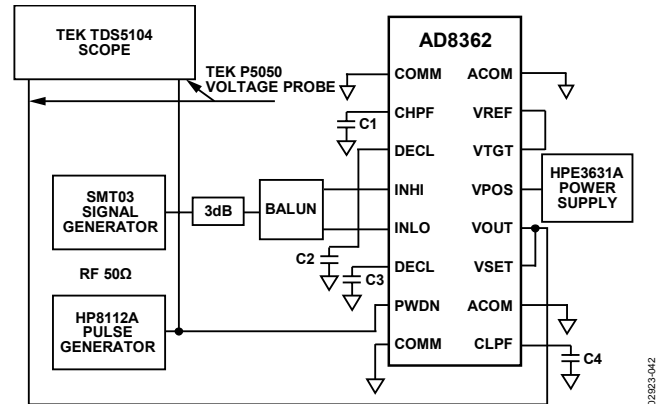 TEK TDS5104
SCOPE
TEK P5050
VOLTAGE PROBE
AD8362
COMM
ACOM
CHPF
VREF
C1
DECL
VTGT
SMT03
SIGNAL
GENERATOR
3dB
BALUN
INHI
VPOS
HPE3631A
POWER
SUPPLY
INLO
VOUT
C2
DECL
VSET
C3
RF 50Ω
HP8112A
PULSE
GENERATOR
PWDN
ACOM
COMM
CLPF
C4
02923-042